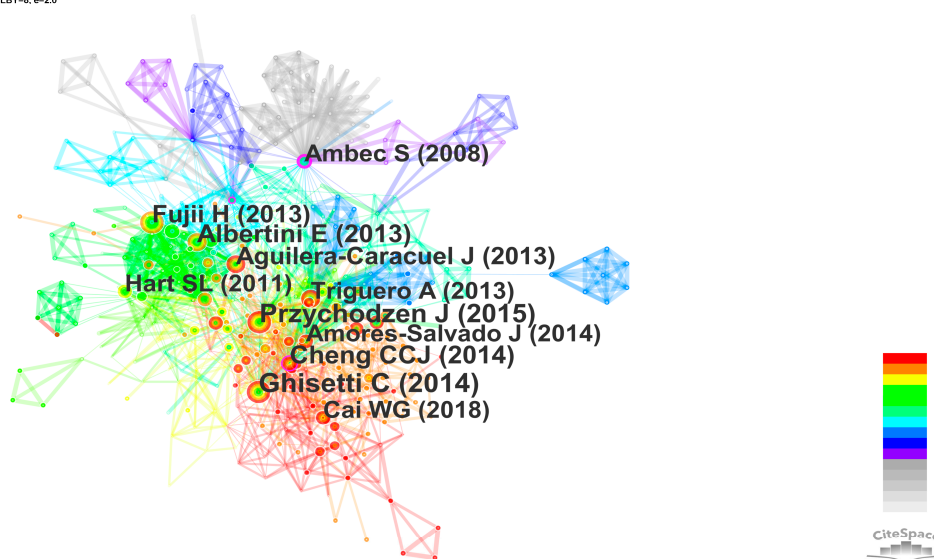 Ambec S (2008)
Fujii H (2013)
Albertini E (2013)
Aguilera-Caracuel J (2013)
Hart SL (2011)
Triguero A (2013)
Przychodzen J (2015)
Amores-Salvado J (2014)
Cheng CCJ (2014)
Ghisetti C (2014)
Cai WG (2018)
CiteSpac